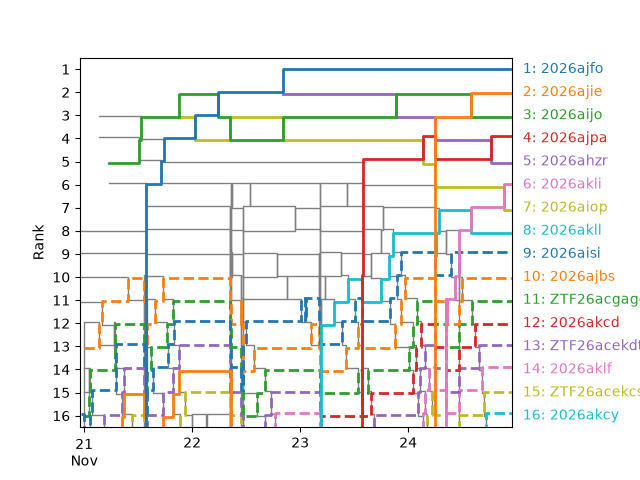 1
2
3
4
5
6
7
8
9
10
11
12
13
14
15
16
Rank
21
22
23
24
Nov
1: 2026ajfo
2: 2026ajie
3: 2026aijo
4: 2026ajpa
5: 2026ahzr
6: 2026akli
7: 2026aiop
8: 2026akll
9: 2026aisi
10: 2026ajbs
11: ZTF26acgag
12: 2026akcd
13: ZTF26acekdt
14: 2026aklf
15: ZTF26acekcs
16: 2026akcy